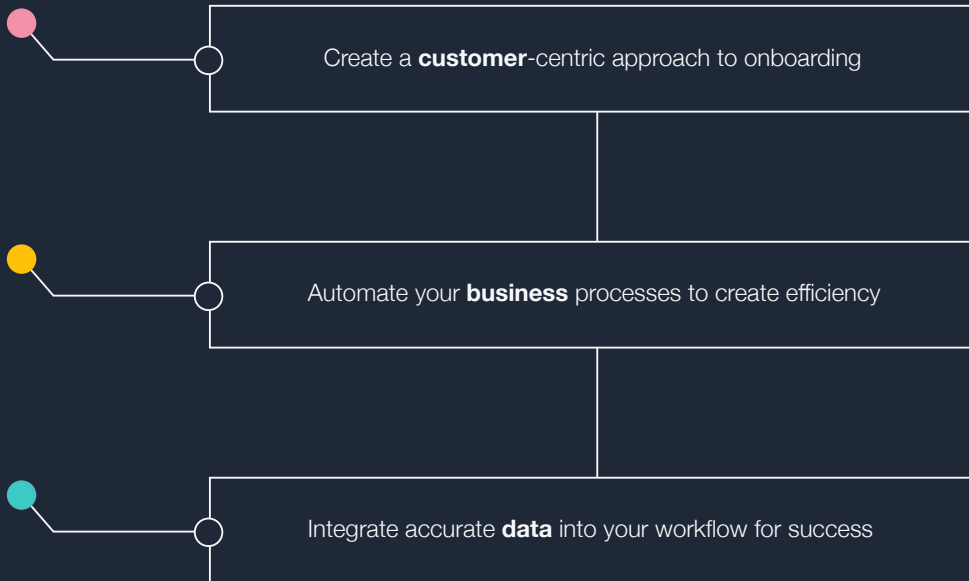 Create a customer-centric approach to onboarding
Automate your business processes to create efficiency
Integrate accurate data into your workflow for success